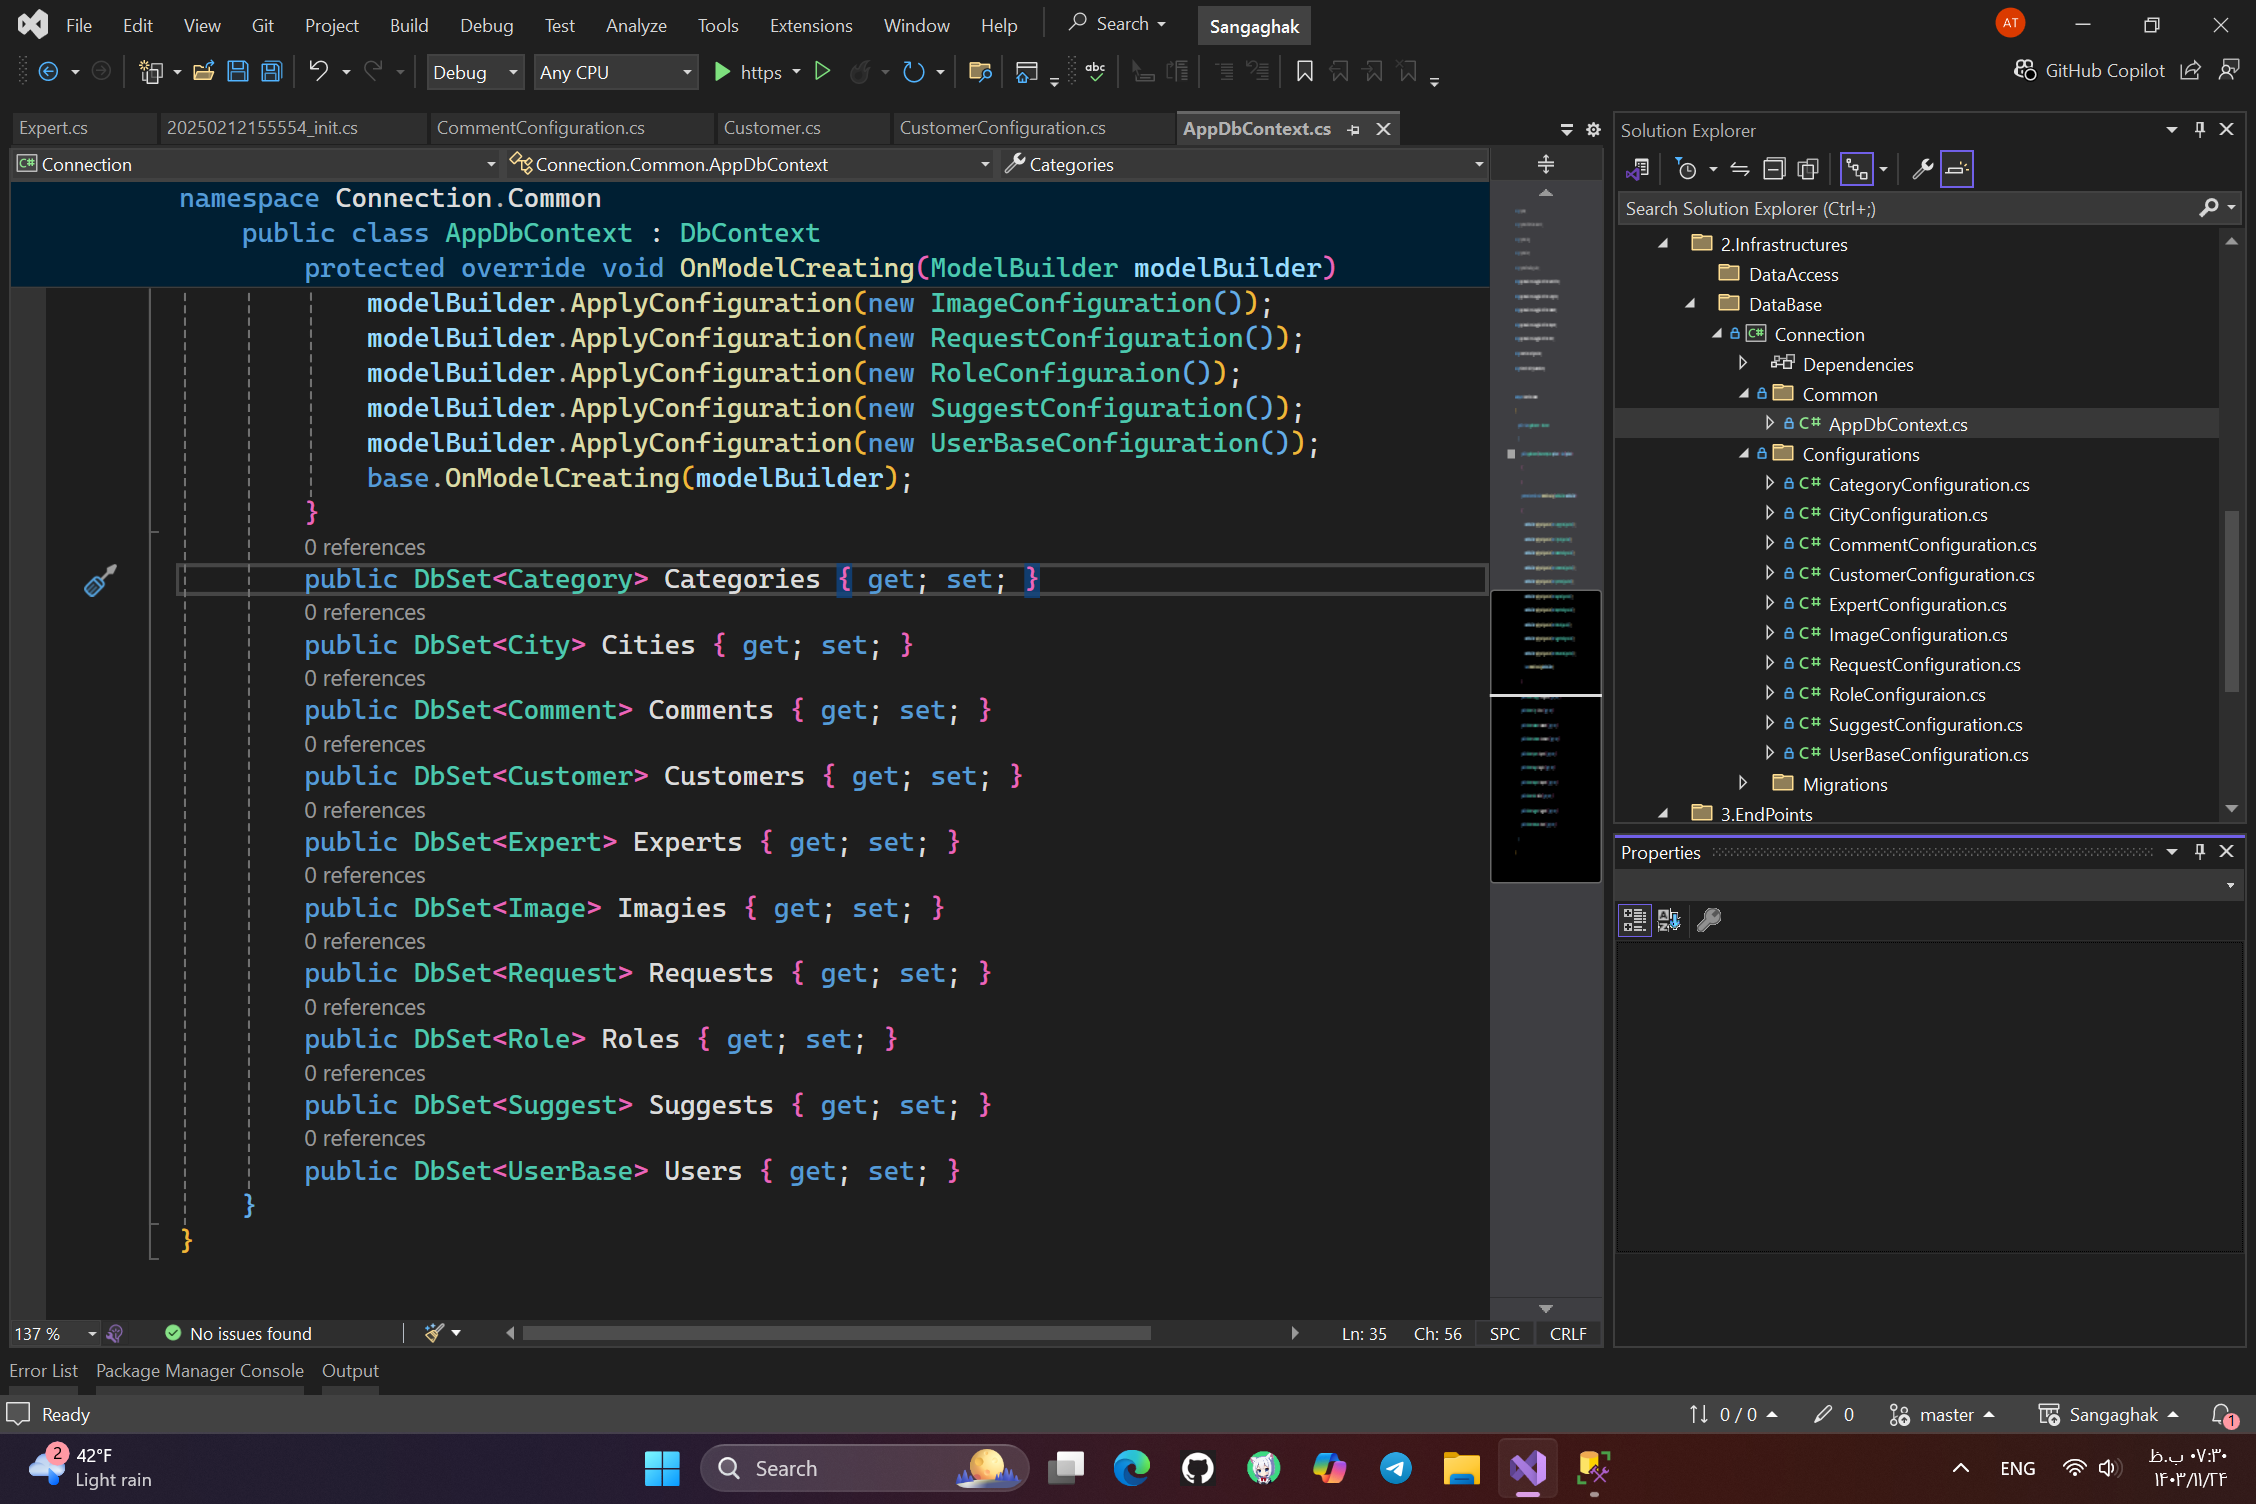 File Edit View Git Project Build Debug Test Analyze Tools Extensions Window Help Search Sangaghak AT
Debug Any CPU https GitHub Copilot
Expert.cs 20250212155554_init.cs CommentConfiguration.cs Customer.cs CustomerConfiguration.cs AppDbContext.cs
Connection Connection.Common.AppDbContext Categories
namespace Connection.Common
public class AppDbContext : DbContext
protected override void OnModelCreating(ModelBuilder modelBuilder)
modelBuilder.ApplyConfiguration(new ImageConfiguration());
modelBuilder.ApplyConfiguration(new RequestConfiguration());
modelBuilder.ApplyConfiguration(new RoleConfiguraion());
modelBuilder.ApplyConfiguration(new SuggestConfiguration());
modelBuilder.ApplyConfiguration(new UserBaseConfiguration());
base.OnModelCreating(modelBuilder);
}
0 references
public DbSet<Category> Categories { get; set; }
0 references
public DbSet<City> Cities { get; set; }
0 references
public DbSet<Comment> Comments { get; set; }
0 references
public DbSet<Customer> Customers { get; set; }
0 references
public DbSet<Expert> Experts { get; set; }
0 references
public DbSet<Image> Imagies { get; set; }
0 references
public DbSet<Request> Requests { get; set; }
0 references
public DbSet<Role> Roles { get; set; }
0 references
public DbSet<Suggest> Suggests { get; set; }
0 references
public DbSet<UserBase> Users { get; set; }
}
}
137 % No issues found Ln: 35 Ch: 56 SPC CRLF
Solution Explorer
Search Solution Explorer (Ctrl+;)
2.Infrastructures
DataAccess
DataBase
C# Connection
Dependencies
Common
C# AppDbContext.cs
Configurations
C# CategoryConfiguration.cs
C# CityConfiguration.cs
C# CommentConfiguration.cs
C# CustomerConfiguration.cs
C# ExpertConfiguration.cs
C# ImageConfiguration.cs
C# RequestConfiguration.cs
C# RoleConfiguraion.cs
C# SuggestConfiguration.cs
C# UserBaseConfiguration.cs
Migrations
3.EndPoints
Properties
Error List Package Manager Console Output
Ready 0 / 0 0 master Sangaghak 1
2 42°F
Light rain
Search
ENG
۰۷:۳۰ ب.ظ
۱۴۰۳/۱۱/۲۴